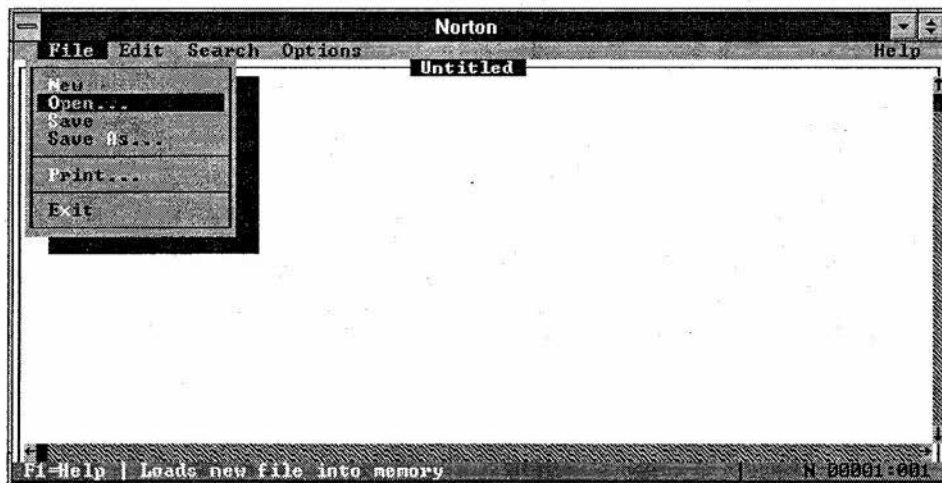 Norton
File Edit Search Options Help
Untitled
New
Open...
Save
Save As...
Print...
Exit
F1=Help | Loads new file into memory | N 00001:001